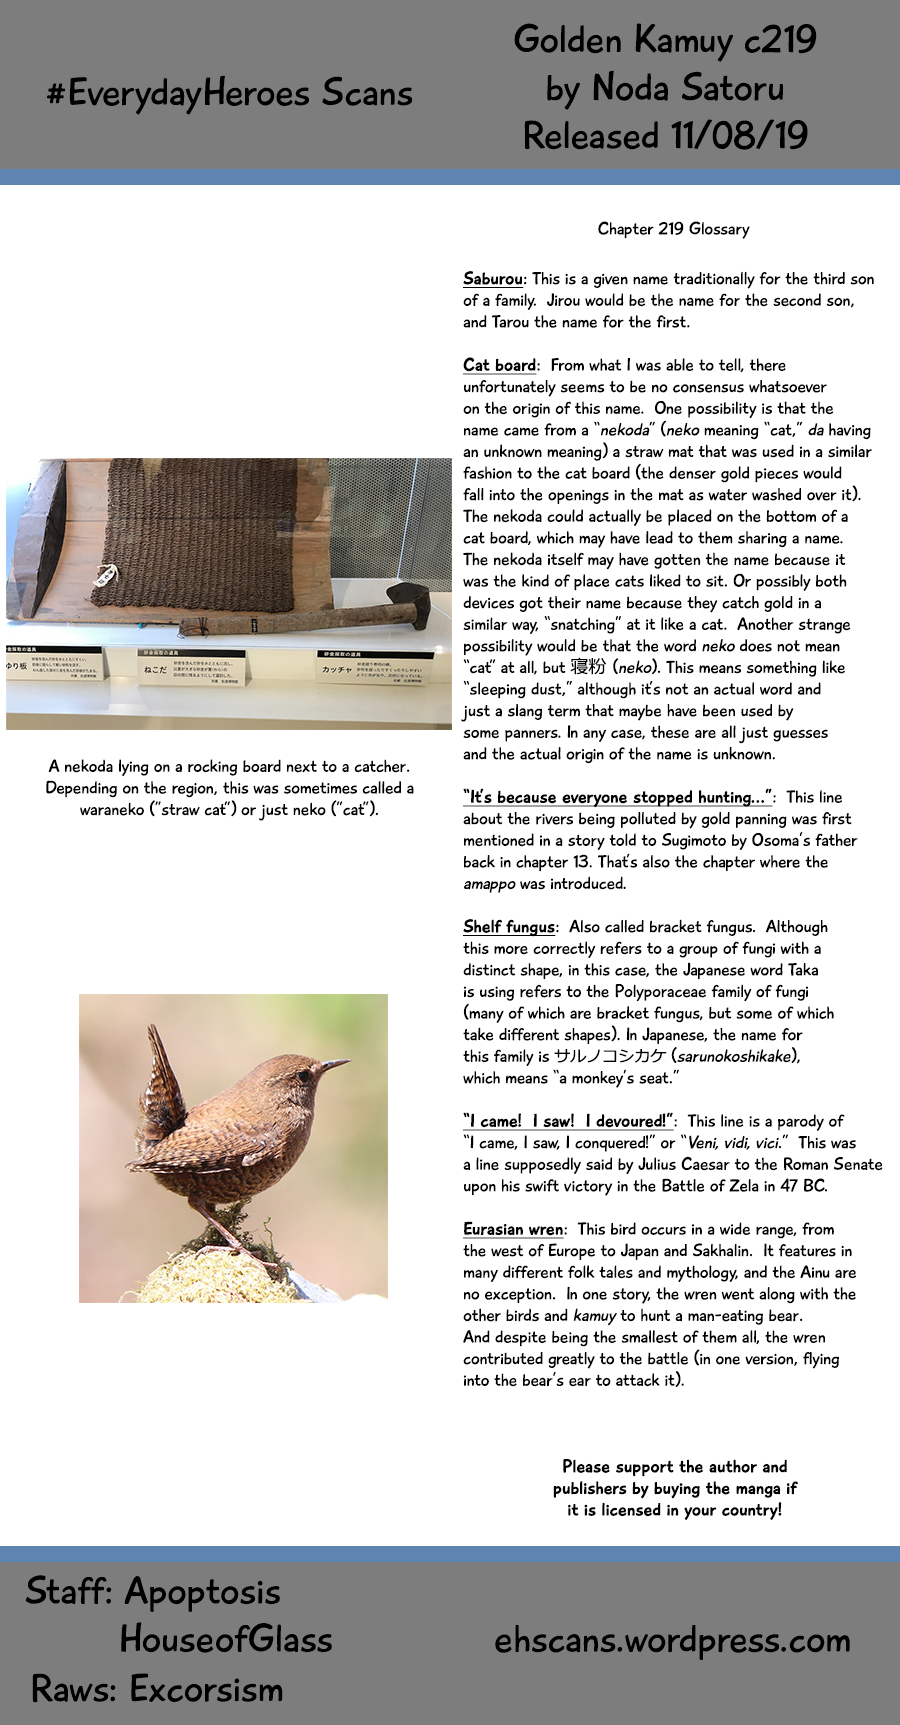 #EverydayHeroes Scans
Golden Kamuy c219
by Noda Satoru
Released 11/08/19
Chapter 219 Glossary
Saburou: This is a given name traditionally for the third son
of a family. Jirou would be the name for the second son,
and Tarou the name for the first.
Cat board: From what I was able to tell, there
unfortunately seems to be no consensus whatsoever
on the origin of this name. One possibility is that the
name came from a "nekoda" (neko meaning "cat," da having
an unknown meaning) a straw mat that was used in a similar
fashion to the cat board (the denser gold pieces would
fall into the openings in the mat as water washed over it).
The nekoda could actually be placed on the bottom of a
cat board, which may have lead to them sharing a name.
The nekoda itself may have gotten the name because it
was the kind of place cats liked to sit. Or possibly both
devices got their name because they catch gold in a
similar way, "snatching" at it like a cat. Another strange
possibility would be that the word neko does not mean
"cat" at all, but 寝粉 (neko). This means something like
"sleeping dust," although it's not an actual word and
just a slang term that maybe have been used by
some panners. In any case, these are all just guesses
and the actual origin of the name is unknown.
"It's because everyone stopped hunting...": This line
about the rivers being polluted by gold panning was first
mentioned in a story told to Sugimoto by Osoma's father
back in chapter 13. That's also the chapter where the
amappo was introduced.
Shelf fungus: Also called bracket fungus. Although
this more correctly refers to a group of fungi with a
distinct shape, in this case, the Japanese word Taka
is using refers to the Polyporaceae family of fungi
(many of which are bracket fungus, but some of which
take different shapes). In Japanese, the name for
this family is サルノコシカケ (sarunokoshikake),
which means "a monkey's seat."
"I came! I saw! I devoured!": This line is a parody of
"I came, I saw, I conquered!" or "Veni, vidi, vici." This was
a line supposedly said by Julius Caesar to the Roman Senate
upon his swift victory in the Battle of Zela in 47 BC.
Eurasian wren: This bird occurs in a wide range, from
the west of Europe to Japan and Sakhalin. It features in
many different folk tales and mythology, and the Ainu are
no exception. In one story, the wren went along with the
other birds and kamuy to hunt a man-eating bear.
And despite being the smallest of them all, the wren
contributed greatly to the battle (in one version, flying
into the bear's ear to attack it).
Please support the author and
publishers by buying the manga if
it is licensed in your country!
砂金採取の道具
ゆり板
砂金採取の道具
ねこだ
砂金採取の道具
カッチャ
A nekoda lying on a rocking board next to a catcher.
Depending on the region, this was sometimes called a
waraneko ("straw cat") or just neko ("cat").
Staff: Apoptosis
HouseofGlass
Raws: Excorsism
ehscans.wordpress.com